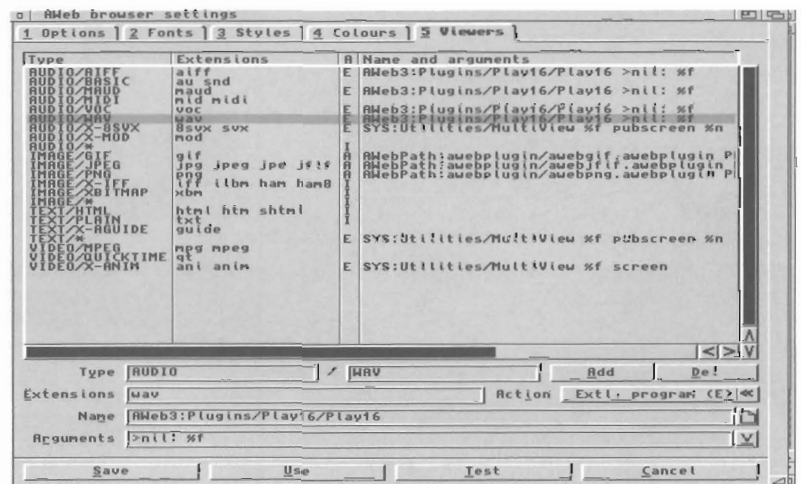 AWeb browser settings
1 Options 2 Fonts 3 Styles 4 Colours 5 Viewers
Type Extensions A Name and arguments
AUDIO/AIFF aiff E AWeb3:Plugins/Play16/Play16 >nil: %f
AUDIO/BASIC au snd
AUDIO/MAUD maud E AWeb3:Plugins/Play16/Play16 >nil: %f
AUDIO/MIDI mid midi
AUDIO/VOC voc E AWeb3:Plugins/Play16/Play16 >nil: %f
AUDIO/WAV wav E AWeb3:Plugins/Play16/Play16 >nil: %f
AUDIO/X-8SVX 8svx svx E SYS:Utilities/MultiView %f pubscreen %n
AUDIO/X-MOD mod
AUDIO/* I
IMAGE/GIF gif A AWebPath:awebplugin/awebgif.awebplugin P
IMAGE/JPEG jpg jpeg jpe jfif A AWebPath:awebplugin/awebjfif.awebplugin
IMAGE/PNG png A AWebPath:awebplugin/awebpng.awebplugin P
IMAGE/X-IFF iff ilbm ham ham8 I
IMAGE/XBITMAP xbm I
IMAGE/* I
TEXT/HTML html htm shtml I
TEXT/PLAIN txt I
TEXT/X-AGUIDE guide
TEXT/* E SYS:Utilities/MultiView %f pubscreen %n
VIDEO/MPEG mpg mpeg
VIDEO/QUICKTIME qt
VIDEO/X-ANIM ani anim E SYS:Utilities/MultiView %f screen
Type AUDIO / WAV Add Del
Extensions wav Action Extl. program (E)
Name AWeb3:Plugins/Play16/Play16
Arguments >nil: %f
Save Use Test Cancel